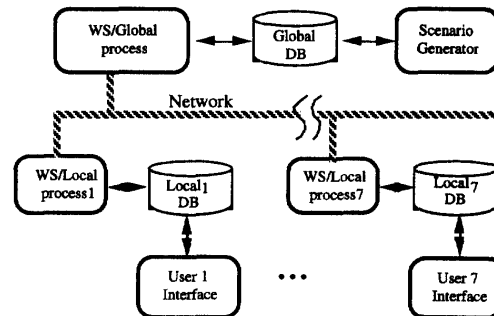 WS/Global
process
Global
DB
Scenario
Generator
Network
WS/Local
process1
Local1
DB
WS/Local
process7
Local7
DB
User 1
Interface
...
User 7
Interface